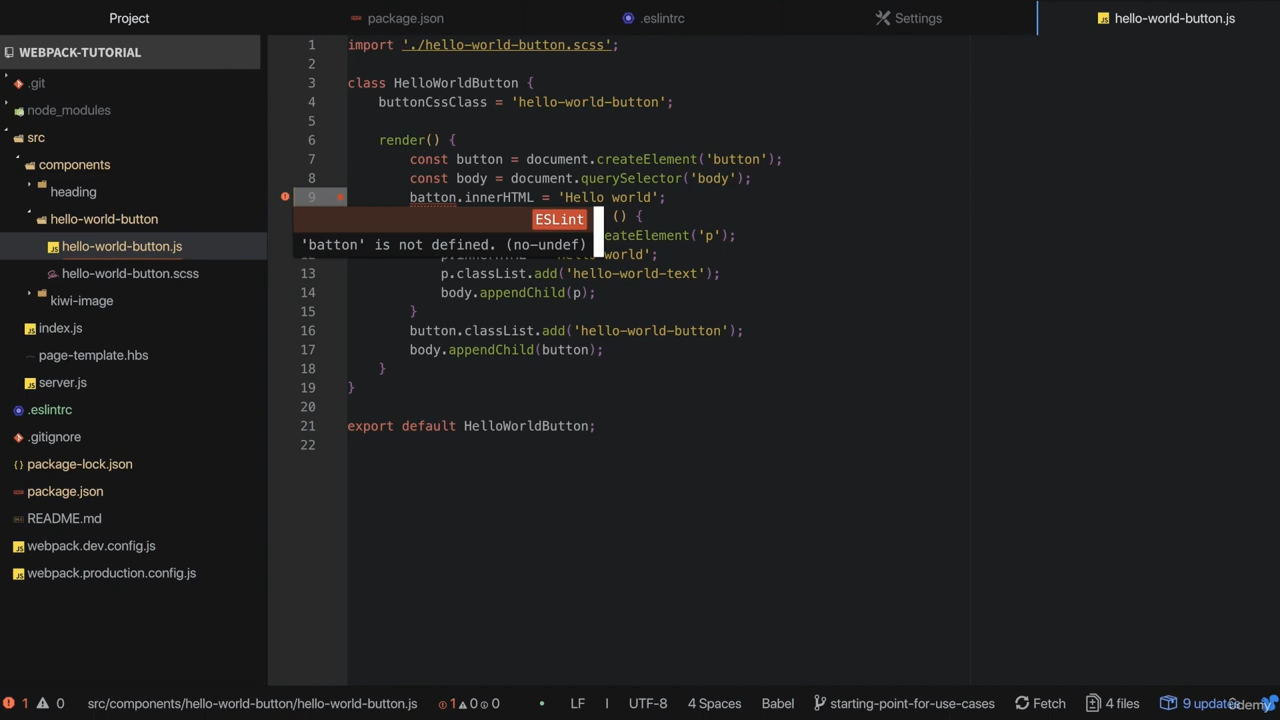 Project
package.json
.eslintrc
Settings
hello-world-button.js
WEBPACK-TUTORIAL
.git
node_modules
src
components
heading
hello-world-button
hello-world-button.js
hello-world-button.scss
kiwi-image
index.js
page-template.hbs
server.js
.eslintrc
.gitignore
package-lock.json
package.json
README.md
webpack.dev.config.js
webpack.production.config.js
1 import './hello-world-button.scss';
2
3 class HelloWorldButton {
4 buttonCssClass = 'hello-world-button';
5
6 render() {
7 const button = document.createElement('button');
8 const body = document.querySelector('body');
9 batton.innerHTML = 'Hello world';
() {
ESLint
eateElement('p');
'batton' is not defined. (no-undef)
13 p.classList.add('hello-world-text');
14 body.appendChild(p);
15 }
16 button.classList.add('hello-world-button');
17 body.appendChild(button);
18 }
19 }
20
21 export default HelloWorldButton;
22
1 0 src/components/hello-world-button/hello-world-button.js 1 0 0 LF I UTF-8 4 Spaces Babel starting-point-for-use-cases Fetch 4 files 9 updates
Udemy